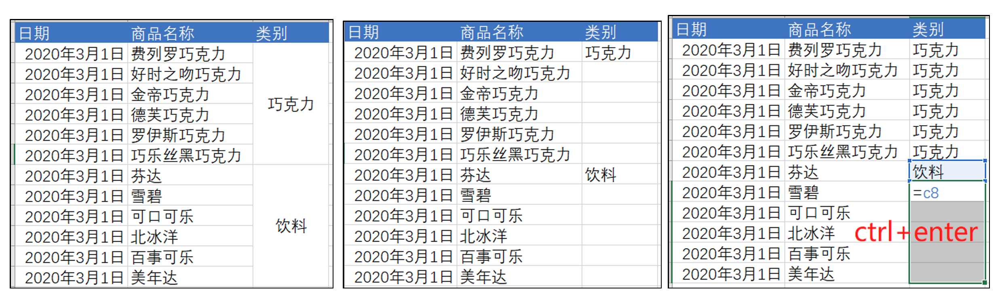 日期 商品名称 类别
2020年3月1日 费列罗巧克力
2020年3月1日 好时之吻巧克力
2020年3月1日 金帝巧克力
巧克力
2020年3月1日 德芙巧克力
2020年3月1日 罗伊斯巧克力
2020年3月1日 巧乐丝黑巧克力
2020年3月1日 芬达
2020年3月1日 雪碧
2020年3月1日 可口可乐
饮料
2020年3月1日 北冰洋
2020年3月1日 百事可乐
2020年3月1日 美年达
日期 商品名称 类别
2020年3月1日 费列罗巧克力 巧克力
2020年3月1日 好时之吻巧克力
2020年3月1日 金帝巧克力
2020年3月1日 德芙巧克力
2020年3月1日 罗伊斯巧克力
2020年3月1日 巧乐丝黑巧克力
2020年3月1日 芬达 饮料
2020年3月1日 雪碧
2020年3月1日 可口可乐
2020年3月1日 北冰洋
2020年3月1日 百事可乐
2020年3月1日 美年达
日期 商品名称 类别
2020年3月1日 费列罗巧克力 巧克力
2020年3月1日 好时之吻巧克力 巧克力
2020年3月1日 金帝巧克力 巧克力
2020年3月1日 德芙巧克力 巧克力
2020年3月1日 罗伊斯巧克力 巧克力
2020年3月1日 巧乐丝黑巧克力 巧克力
2020年3月1日 芬达 饮料
2020年3月1日 雪碧 =c8
2020年3月1日 可口可乐
2020年3月1日 北冰洋 ctrl+enter
2020年3月1日 百事可乐
2020年3月1日 美年达